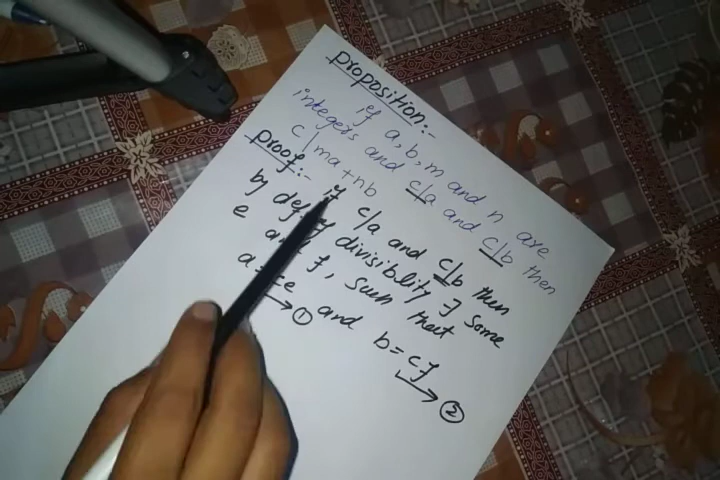 Proposition:-
if a, b, m and n are
integers and c/a and c|b then
c | ma + nb
Proof:- if c/a and c|b then
by def of divisiblity ∃ some
e and f, such that
a = ce and b = cf
→ ① → ②